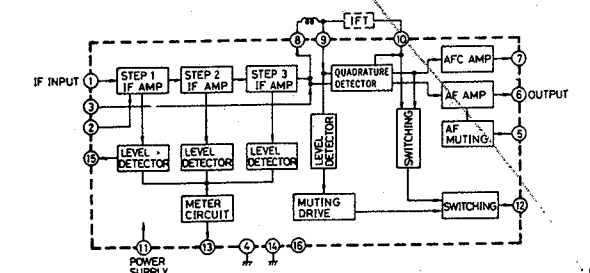 IFT
8 9 10
IF INPUT 1
STEP 1
IF AMP
STEP 2
IF AMP
STEP 3
IF AMP
QUADRATURE
DETECTOR
AFC AMP
7
AF AMP
6 OUTPUT
3
2
AF
MUTING
5
15
LEVEL
DETECTOR
LEVEL
DETECTOR
LEVEL
DETECTOR
LEVEL
DETECTOR
SWITCHING
METER
CIRCUIT
MUTING
DRIVE
SWITCHING
12
11 13 4 14 16
POWER
SUPPLY